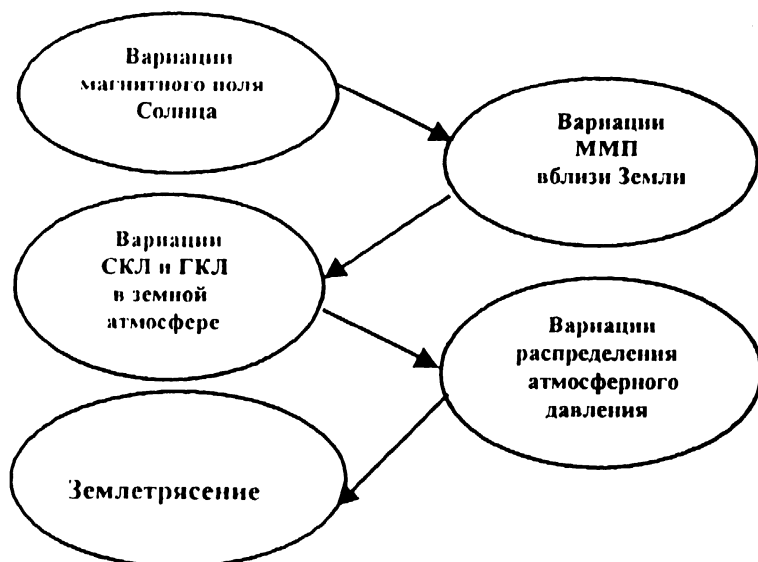 Вариации
магнитного поля
Солнца
Вариации
ММП
вблизи Земли
Вариации
СКЛ и ГКЛ
в земной
атмосфере
Вариации
распределения
атмосферного
давления
Землетрясение